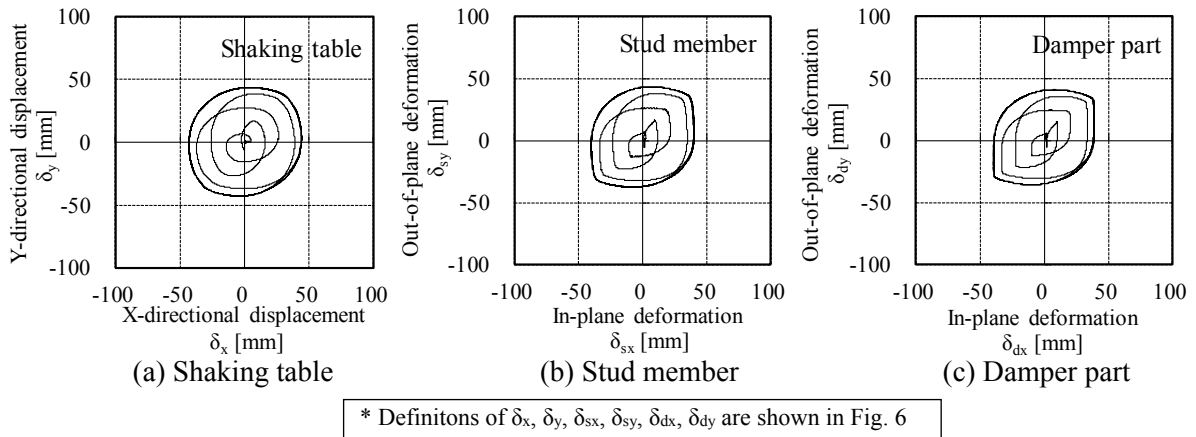 100
50
0
-50
-100
-100 -50 0 50 100
Y-directional displacement
δy [mm]
Shaking table
X-directional displacement
δx [mm]
(a) Shaking table
100
50
0
-50
-100
-100 -50 0 50 100
Out-of-plane deformation
δsy [mm]
Stud member
In-plane deformation
δsx [mm]
(b) Stud member
100
50
0
-50
-100
-100 -50 0 50 100
Out-of-plane deformation
δdy [mm]
Damper part
In-plane deformation
δdx [mm]
(c) Damper part
* Definitons of δx, δy, δsx, δsy, δdx, δdy are shown in Fig. 6